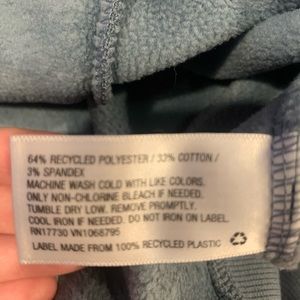 64% RECYCLED POLYESTER / 33% COTTON /
3% SPANDEX
MACHINE WASH COLD WITH LIKE COLORS.
ONLY NON-CHLORINE BLEACH IF NEEDED.
TUMBLE DRY LOW. REMOVE PROMPTLY.
COOL IRON IF NEEDED. DO NOT IRON ON LABEL.
RN17730 VN1068795
LABEL MADE FROM 100% RECYCLED PLASTIC